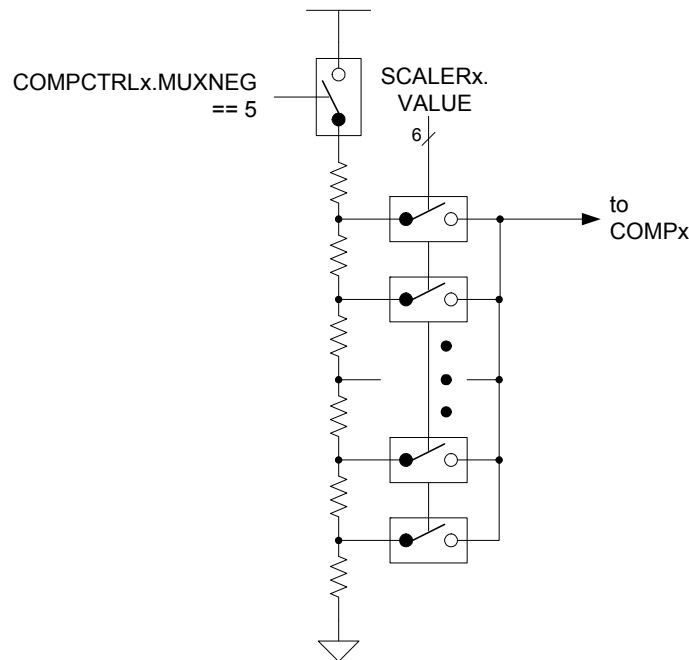 COMPCTRLx.MUXNEG
== 5
SCALERx.
VALUE
6
to
COMPx